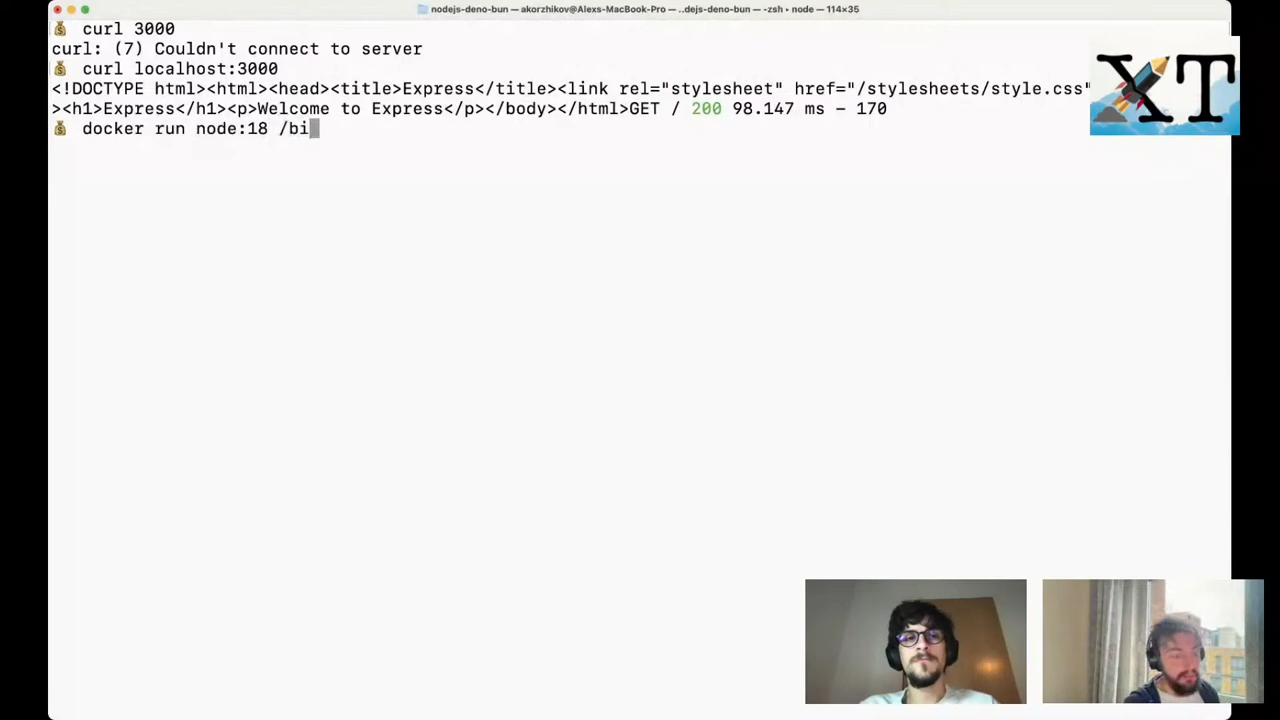 nodejs-deno-bun — akorzhikov@Alexs-MacBook-Pro — ..dejs-deno-bun — -zsh ▸ node — 114×35
curl 3000
curl: (7) Couldn't connect to server
curl localhost:3000
<!DOCTYPE html><html><head><title>Express</title><link rel="stylesheet" href="/stylesheets/style.css"
><h1>Express</h1><p>Welcome to Express</p></body></html>GET / 200 98.147 ms - 170
docker run node:18 /bi
XT